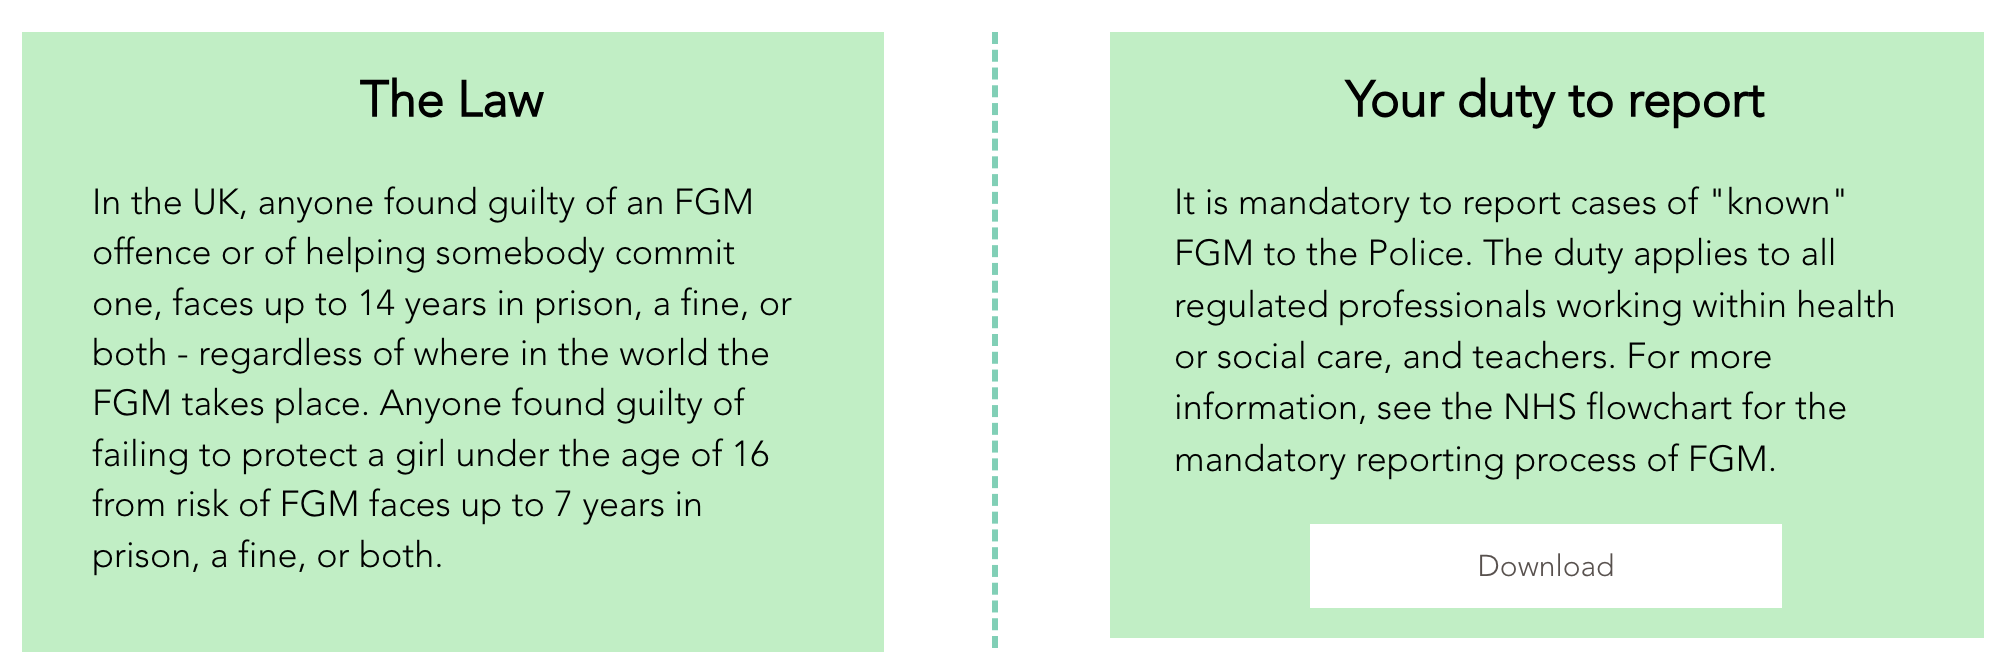 The Law
In the UK, anyone found guilty of an FGM
offence or of helping somebody commit
one, faces up to 14 years in prison, a fine, or
both - regardless of where in the world the
FGM takes place. Anyone found guilty of
failing to protect a girl under the age of 16
from risk of FGM faces up to 7 years in
prison, a fine, or both.
Your duty to report
It is mandatory to report cases of "known"
FGM to the Police. The duty applies to all
regulated professionals working within health
or social care, and teachers. For more
information, see the NHS flowchart for the
mandatory reporting process of FGM.
Download